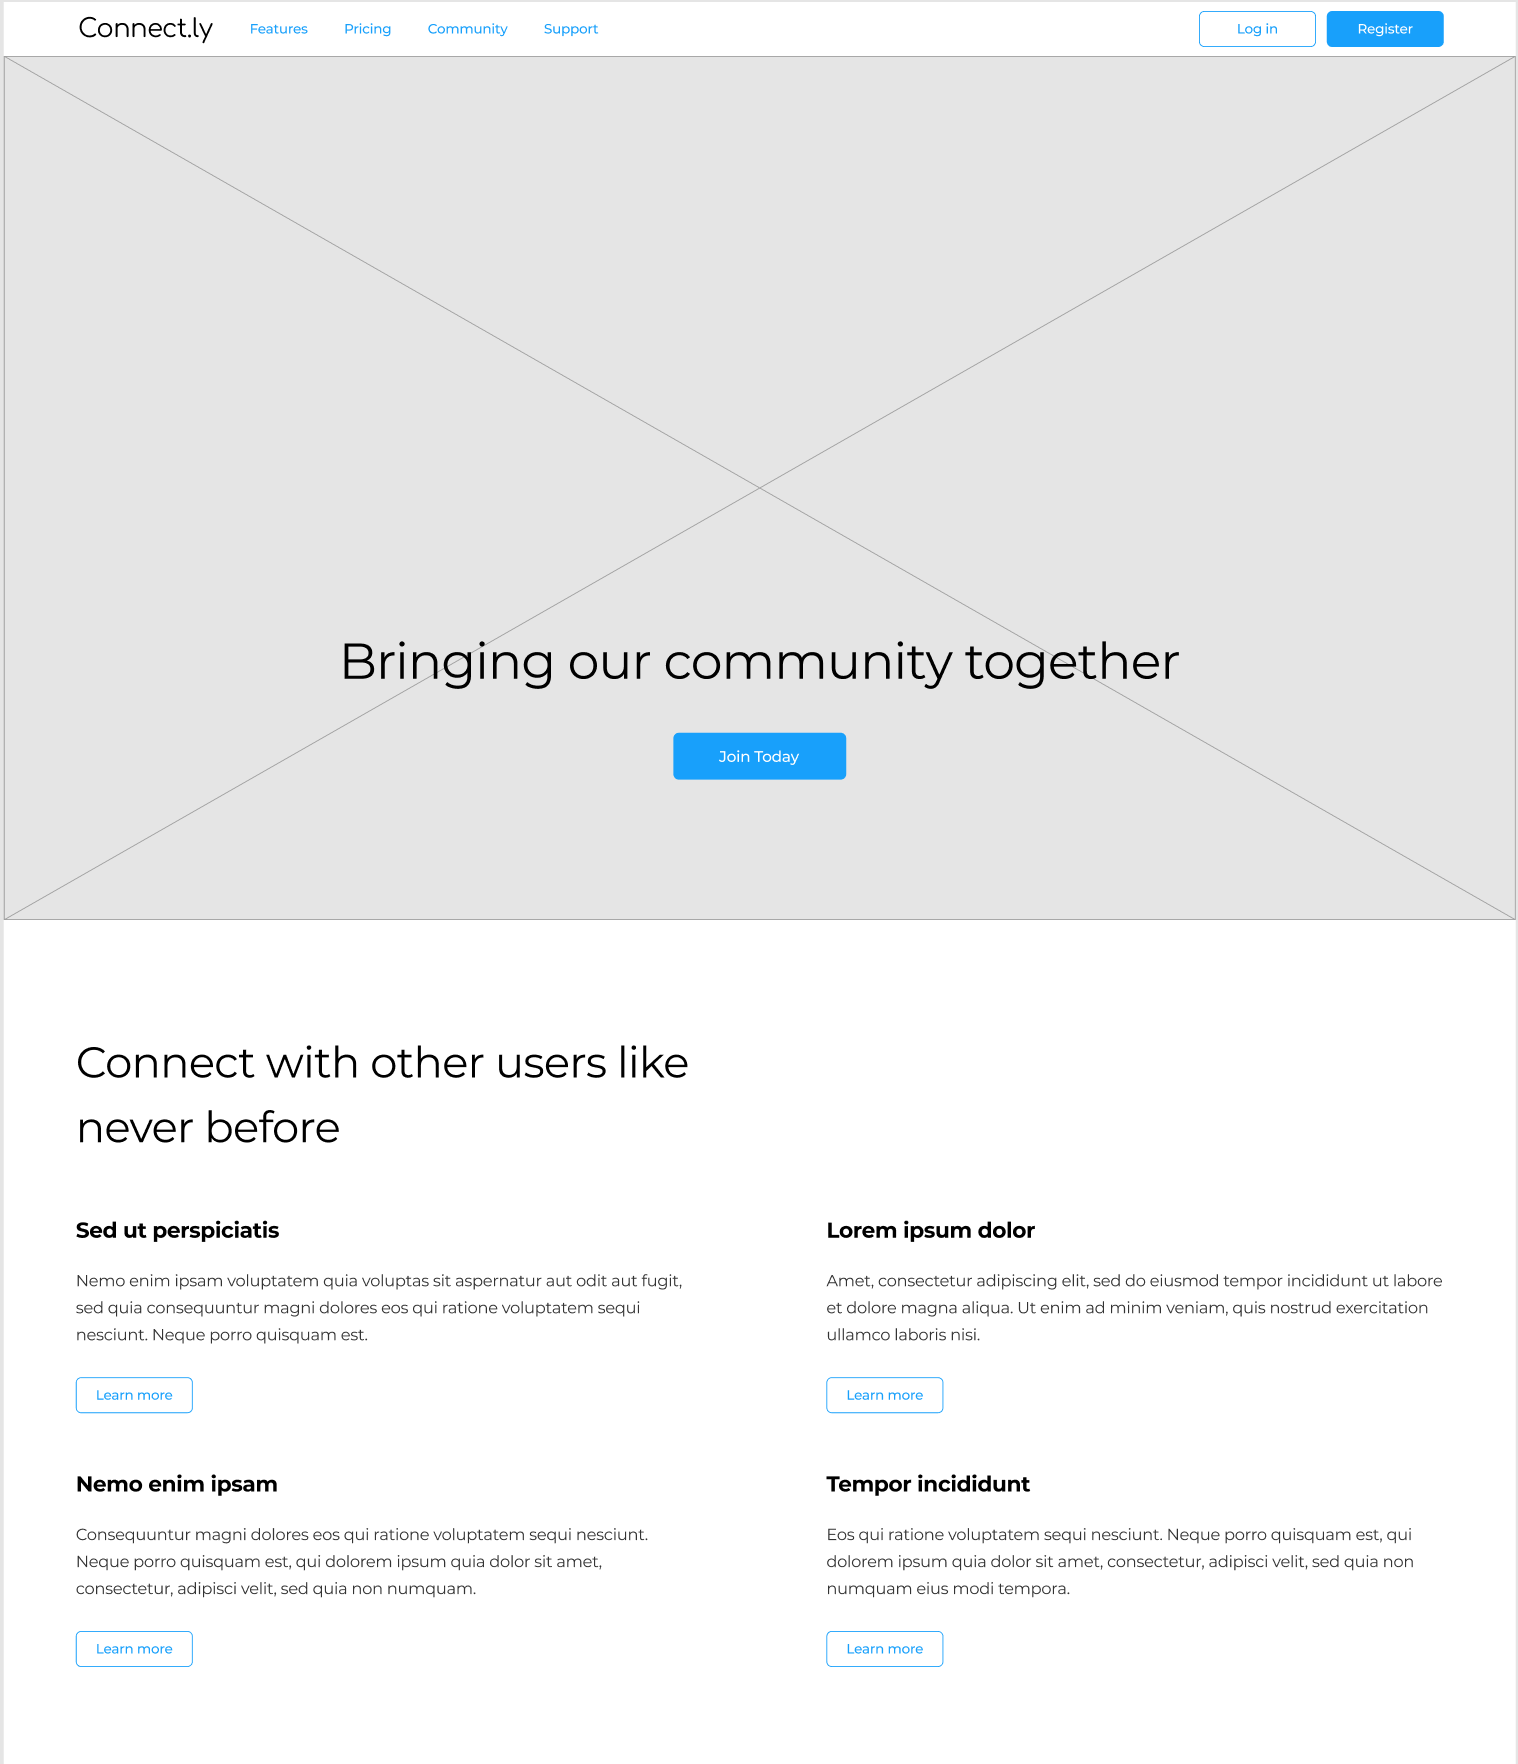 Connect.ly Features Pricing Community Support Log in Register
Bringing our community together
Join Today
Connect with other users like
never before
Sed ut perspiciatis
Nemo enim ipsam voluptatem quia voluptas sit aspernatur aut odit aut fugit,
sed quia consequuntur magni dolores eos qui ratione voluptatem sequi
nesciunt. Neque porro quisquam est.
Learn more
Lorem ipsum dolor
Amet, consectetur adipiscing elit, sed do eiusmod tempor incididunt ut labore
et dolore magna aliqua. Ut enim ad minim veniam, quis nostrud exercitation
ullamco laboris nisi.
Learn more
Nemo enim ipsam
Consequuntur magni dolores eos qui ratione voluptatem sequi nesciunt.
Neque porro quisquam est, qui dolorem ipsum quia dolor sit amet,
consectetur, adipisci velit, sed quia non numquam.
Learn more
Tempor incididunt
Eos qui ratione voluptatem sequi nesciunt. Neque porro quisquam est, qui
dolorem ipsum quia dolor sit amet, consectetur, adipisci velit, sed quia non
numquam eius modi tempora.
Learn more